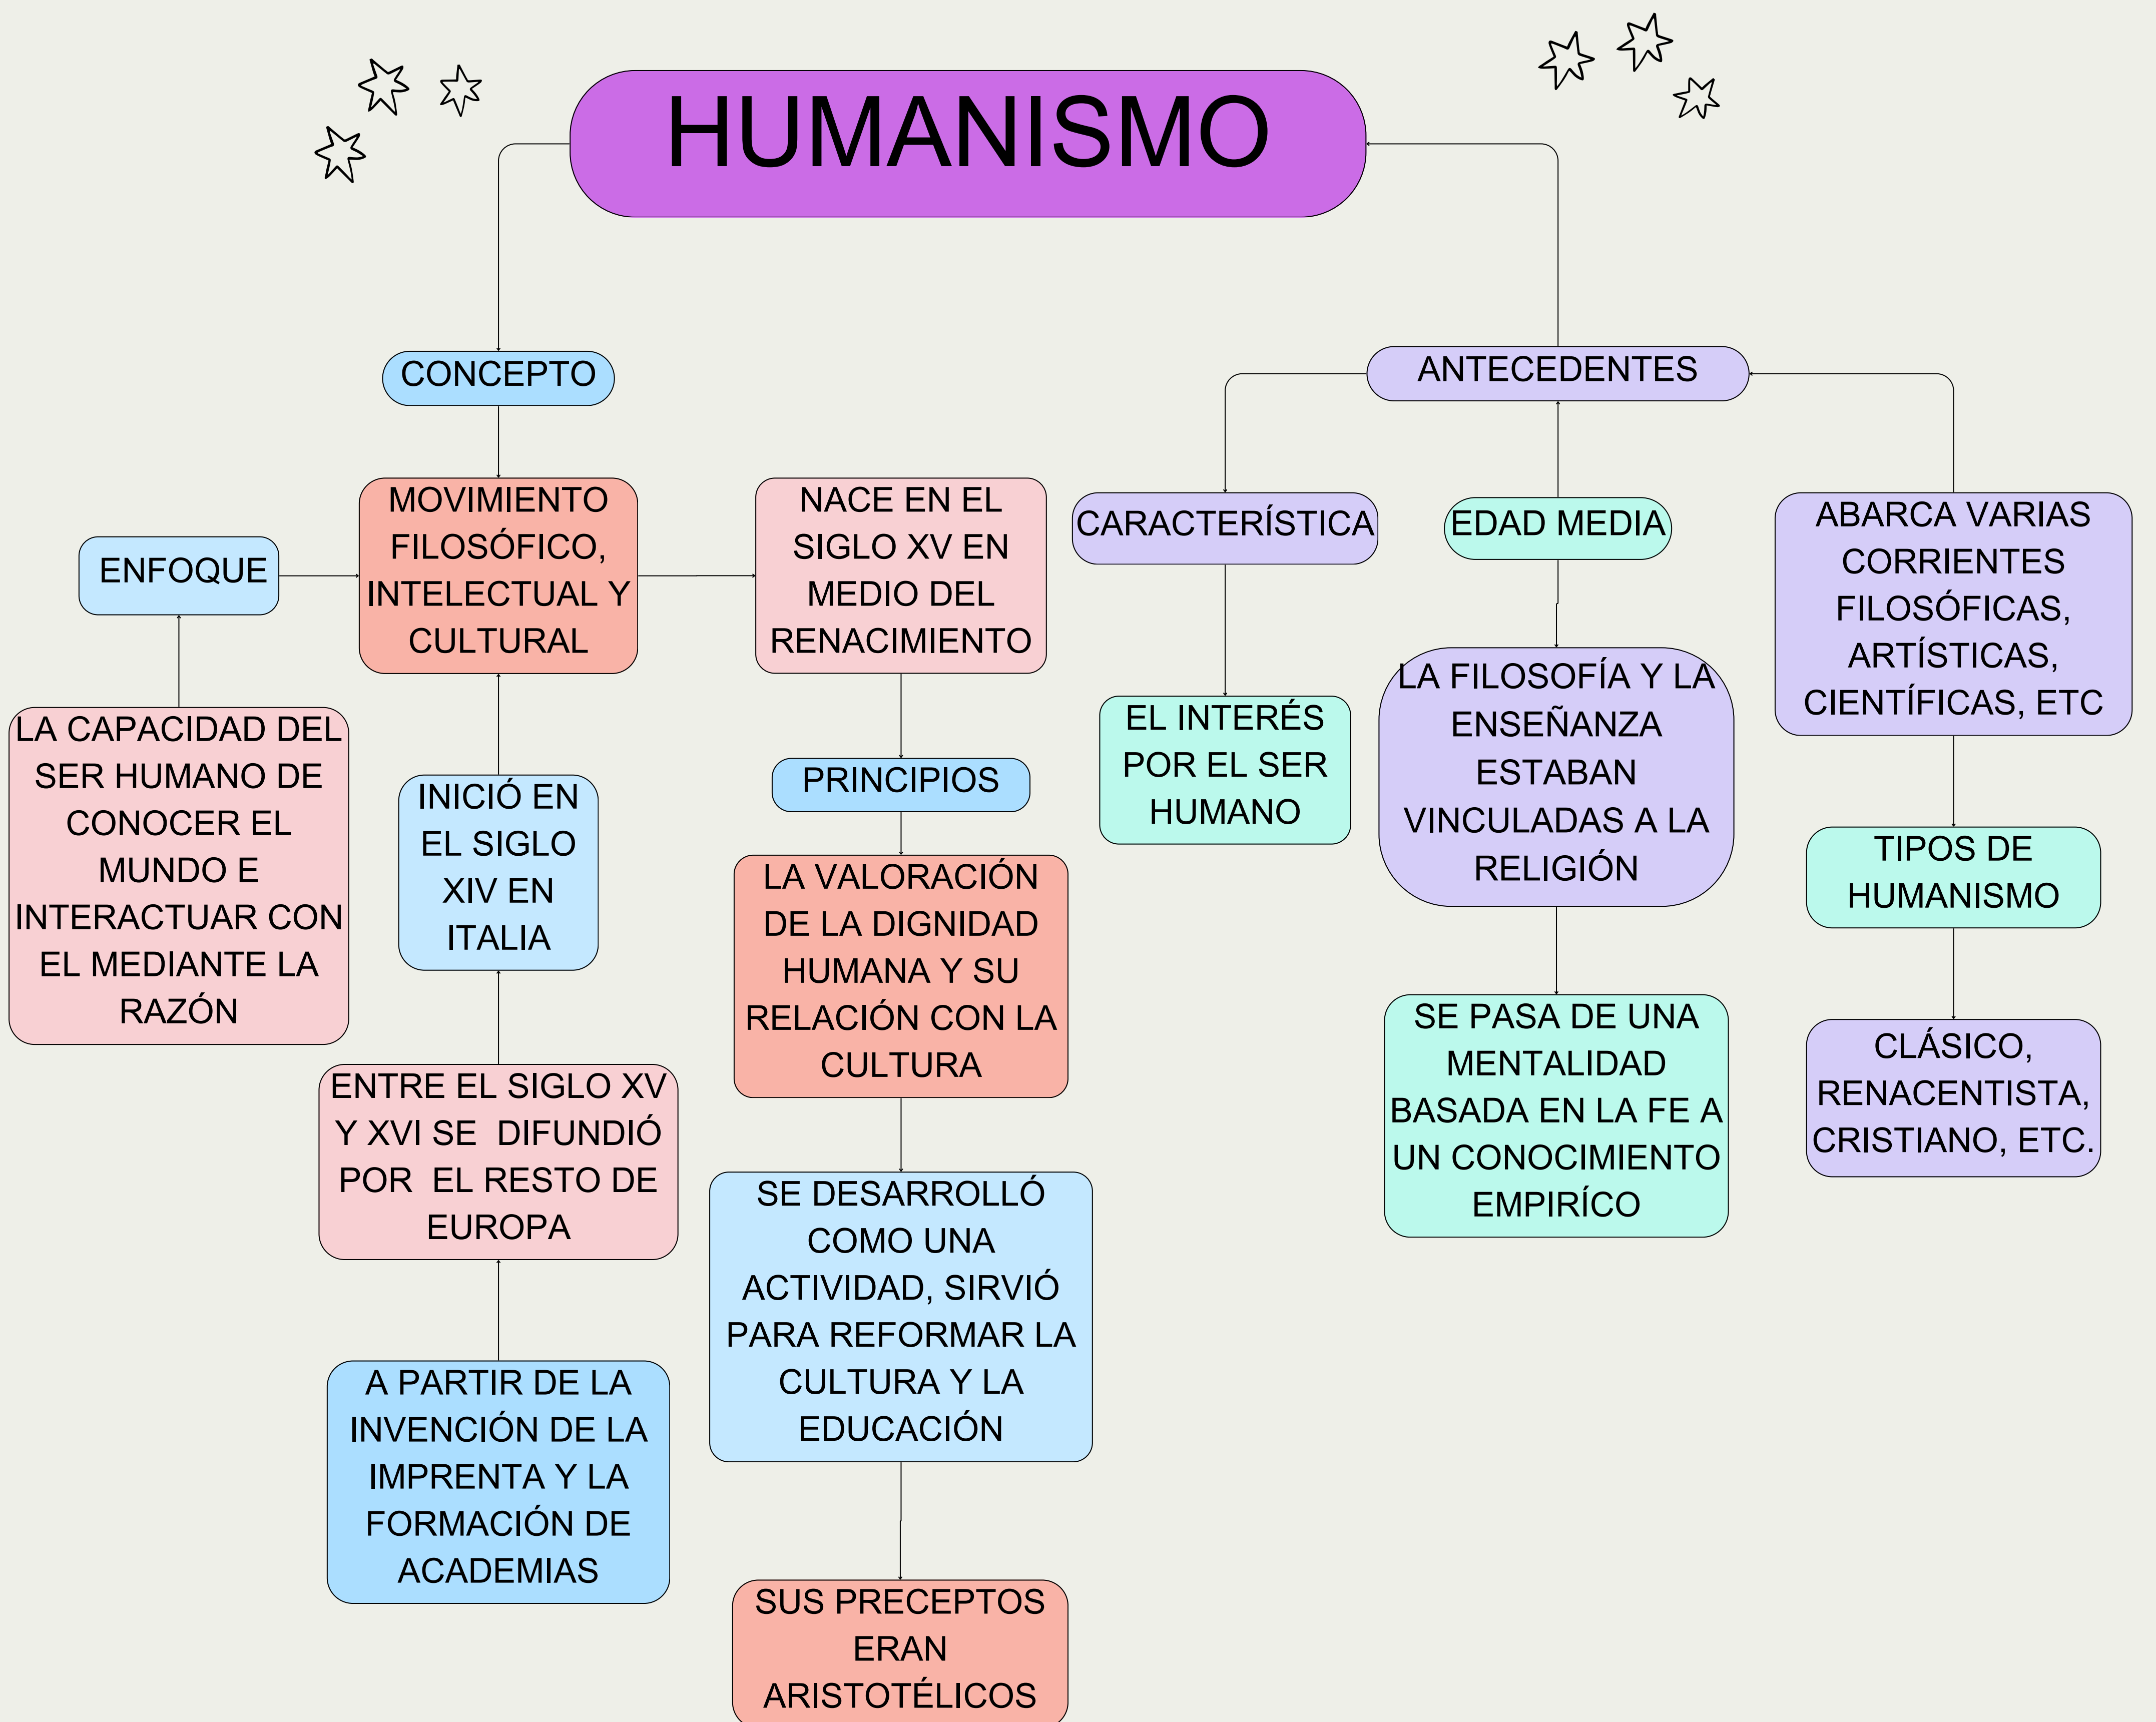 HUMANISMO
CONCEPTO
MOVIMIENTO
FILOSÓFICO,
INTELECTUAL Y
CULTURAL
ENFOQUE
LA CAPACIDAD DEL
SER HUMANO DE
CONOCER EL
MUNDO E
INTERACTUAR CON
EL MEDIANTE LA
RAZÓN
INICIÓ EN
EL SIGLO
XIV EN
ITALIA
ENTRE EL SIGLO XV
Y XVI SE DIFUNDIÓ
POR EL RESTO DE
EUROPA
A PARTIR DE LA
INVENCIÓN DE LA
IMPRENTA Y LA
FORMACIÓN DE
ACADEMIAS
NACE EN EL
SIGLO XV EN
MEDIO DEL
RENACIMIENTO
PRINCIPIOS
LA VALORACIÓN
DE LA DIGNIDAD
HUMANA Y SU
RELACIÓN CON LA
CULTURA
SE DESARROLLÓ
COMO UNA
ACTIVIDAD, SIRVIÓ
PARA REFORMAR LA
CULTURA Y LA
EDUCACIÓN
SUS PRECEPTOS
ERAN
ARISTOTÉLICOS
ANTECEDENTES
CARACTERÍSTICA
EL INTERÉS
POR EL SER
HUMANO
EDAD MEDIA
LA FILOSOFÍA Y LA
ENSEÑANZA
ESTABAN
VINCULADAS A LA
RELIGIÓN
SE PASA DE UNA
MENTALIDAD
BASADA EN LA FE A
UN CONOCIMIENTO
EMPIRÍCO
ABARCA VARIAS
CORRIENTES
FILOSÓFICAS,
ARTÍSTICAS,
CIENTÍFICAS, ETC
TIPOS DE
HUMANISMO
CLÁSICO,
RENACENTISTA,
CRISTIANO, ETC.